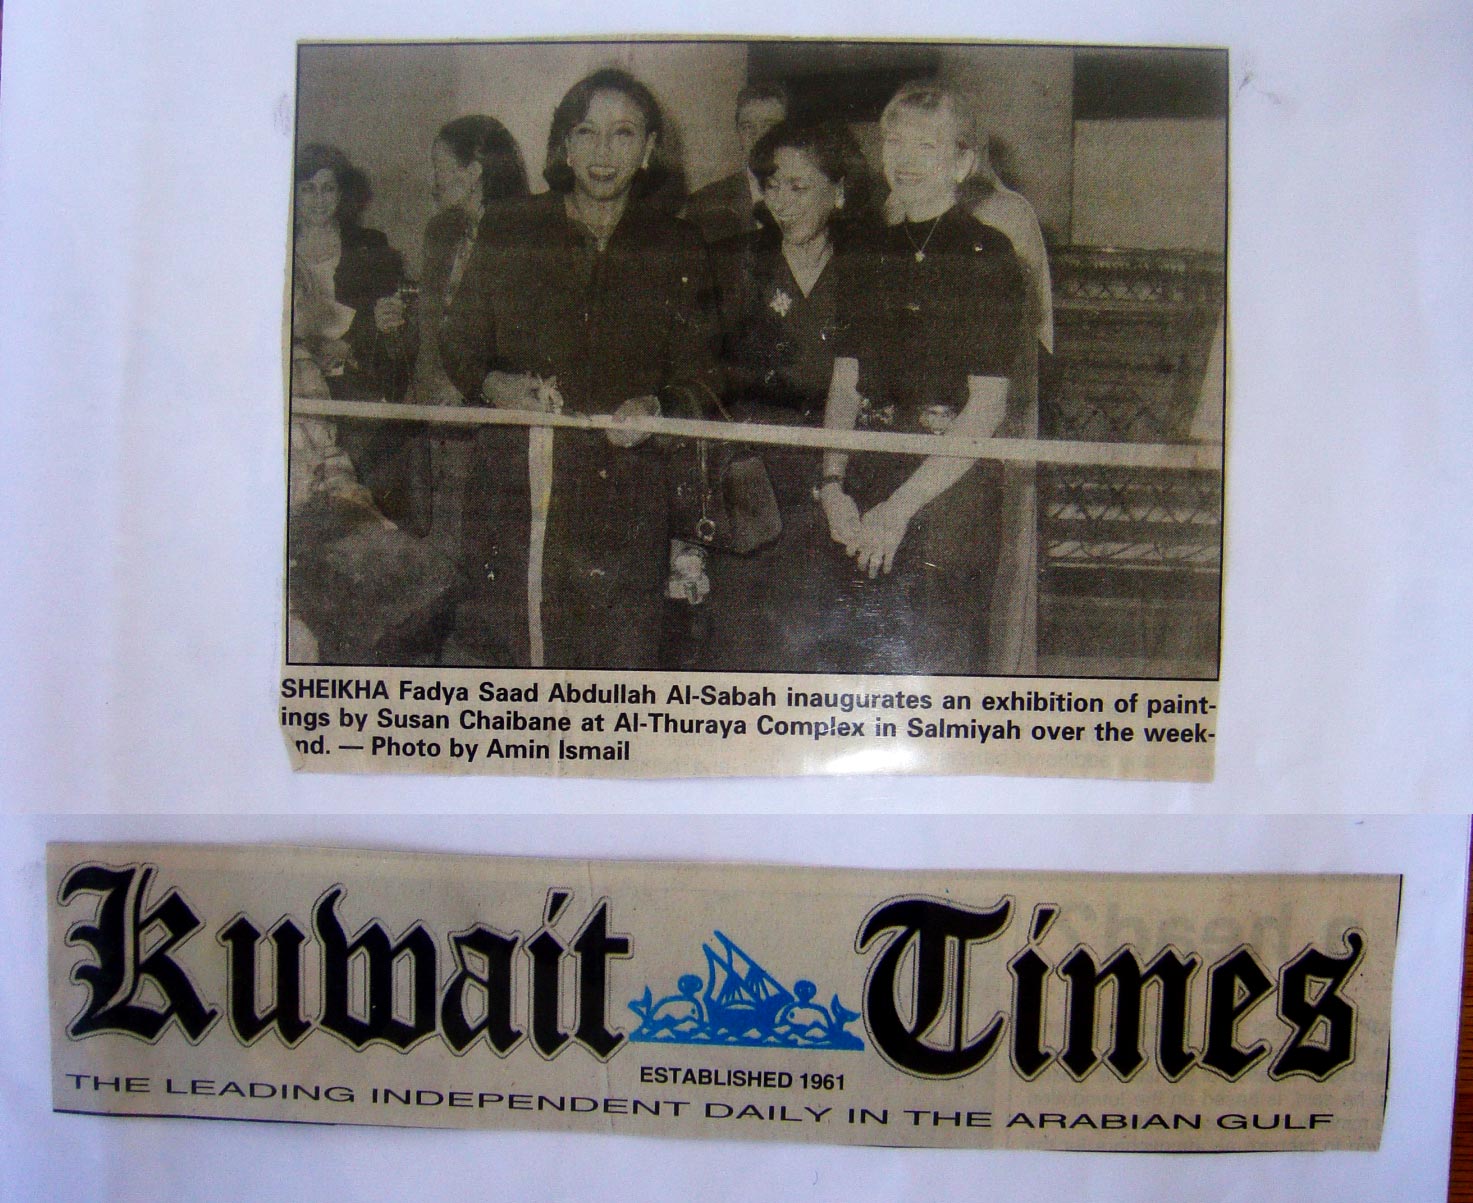 SHEIKHA Fadya Saad Abdullah Al-Sabah inaugurates an exhibition of paint-
ings by Susan Chaibane at Al-Thuraya Complex in Salmiyah over the week-
nd. — Photo by Amin Ismail
Kuwait Times
ESTABLISHED 1961
THE LEADING INDEPENDENT DAILY IN THE ARABIAN GULF